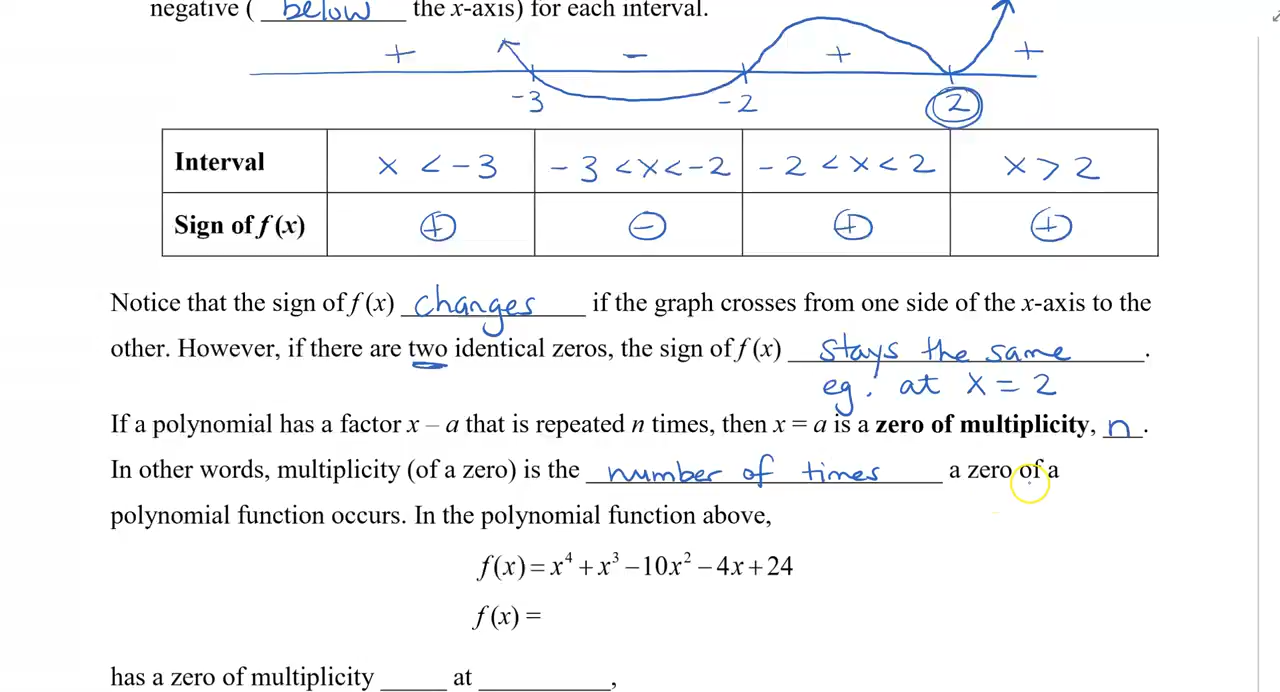 negative ( below the x-axis) for each interval.
+ − + +
-3 -2 2
Interval x < -3 -3 < x < -2 -2 < x < 2 x > 2
Sign of f (x) + − + +
Notice that the sign of f (x) changes if the graph crosses from one side of the x-axis to the
other. However, if there are two identical zeros, the sign of f (x) stays the same.
eg. at x = 2
If a polynomial has a factor x – a that is repeated n times, then x = a is a zero of multiplicity, n.
In other words, multiplicity (of a zero) is the number of times a zero of a
polynomial function occurs. In the polynomial function above,
f(x) = x⁴ + x³ − 10x² − 4x + 24
f(x) =
has a zero of multiplicity _____ at __________,